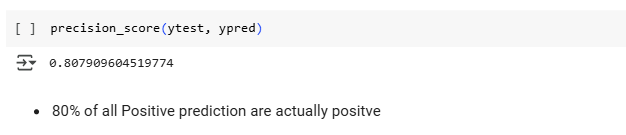 [ ] precision_score(ytest, ypred)
0.807909604519774
• 80% of all Positive prediction are actually positve